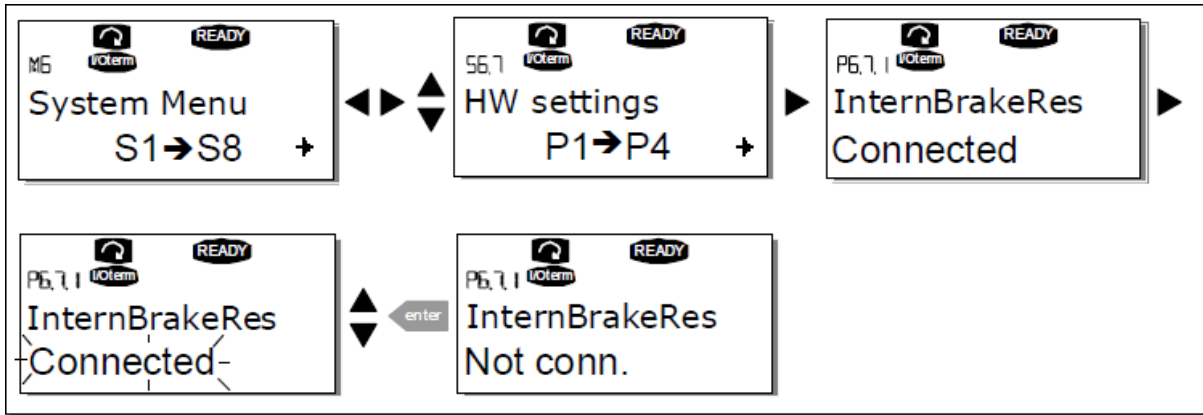 READY
M6 I/Oterm
System Menu
S1➔S8
READY
S6.7 I/Oterm
HW settings
P1➔P4
READY
P6.7.1 I/Oterm
InternBrakeRes
Connected
READY
P6.7.1 I/Oterm
InternBrakeRes
Connected
enter
READY
P6.7.1 I/Oterm
InternBrakeRes
Not conn.